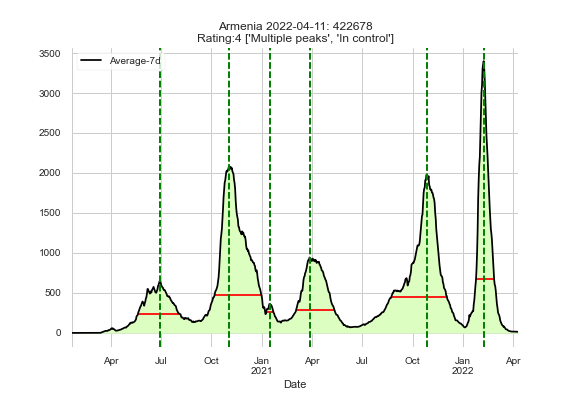 Armenia 2022-04-11: 422678
Rating:4 ['Multiple peaks', 'In control']
Average-7d
3500
3000
2500
2000
1500
1000
500
0
Apr Jul Oct Jan Apr Jul Oct Jan Apr
2021 2022
Date